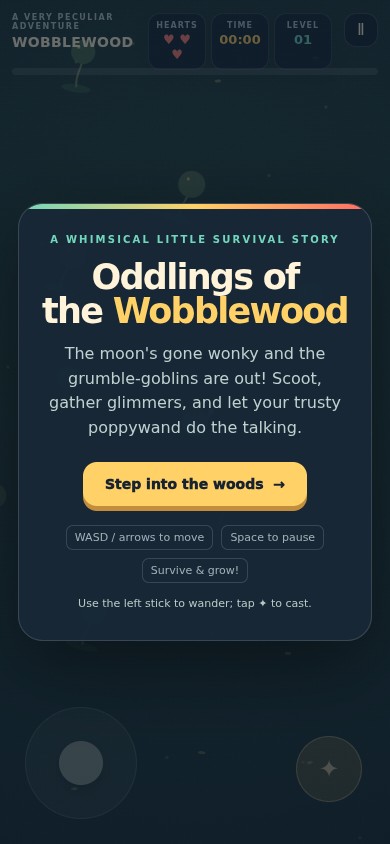 A VERY PECULIAR
ADVENTURE
WOBBLEWOOD
HEARTS
♥ ♥
♥
TIME
00:00
LEVEL
01
A WHIMSICAL LITTLE SURVIVAL STORY
Oddlings of
the Wobblewood
The moon's gone wonky and the
grumble-goblins are out! Scoot,
gather glimmers, and let your trusty
poppywand do the talking.
Step into the woods →
WASD / arrows to move
Space to pause
Survive & grow!
Use the left stick to wander; tap ✦ to cast.
✦